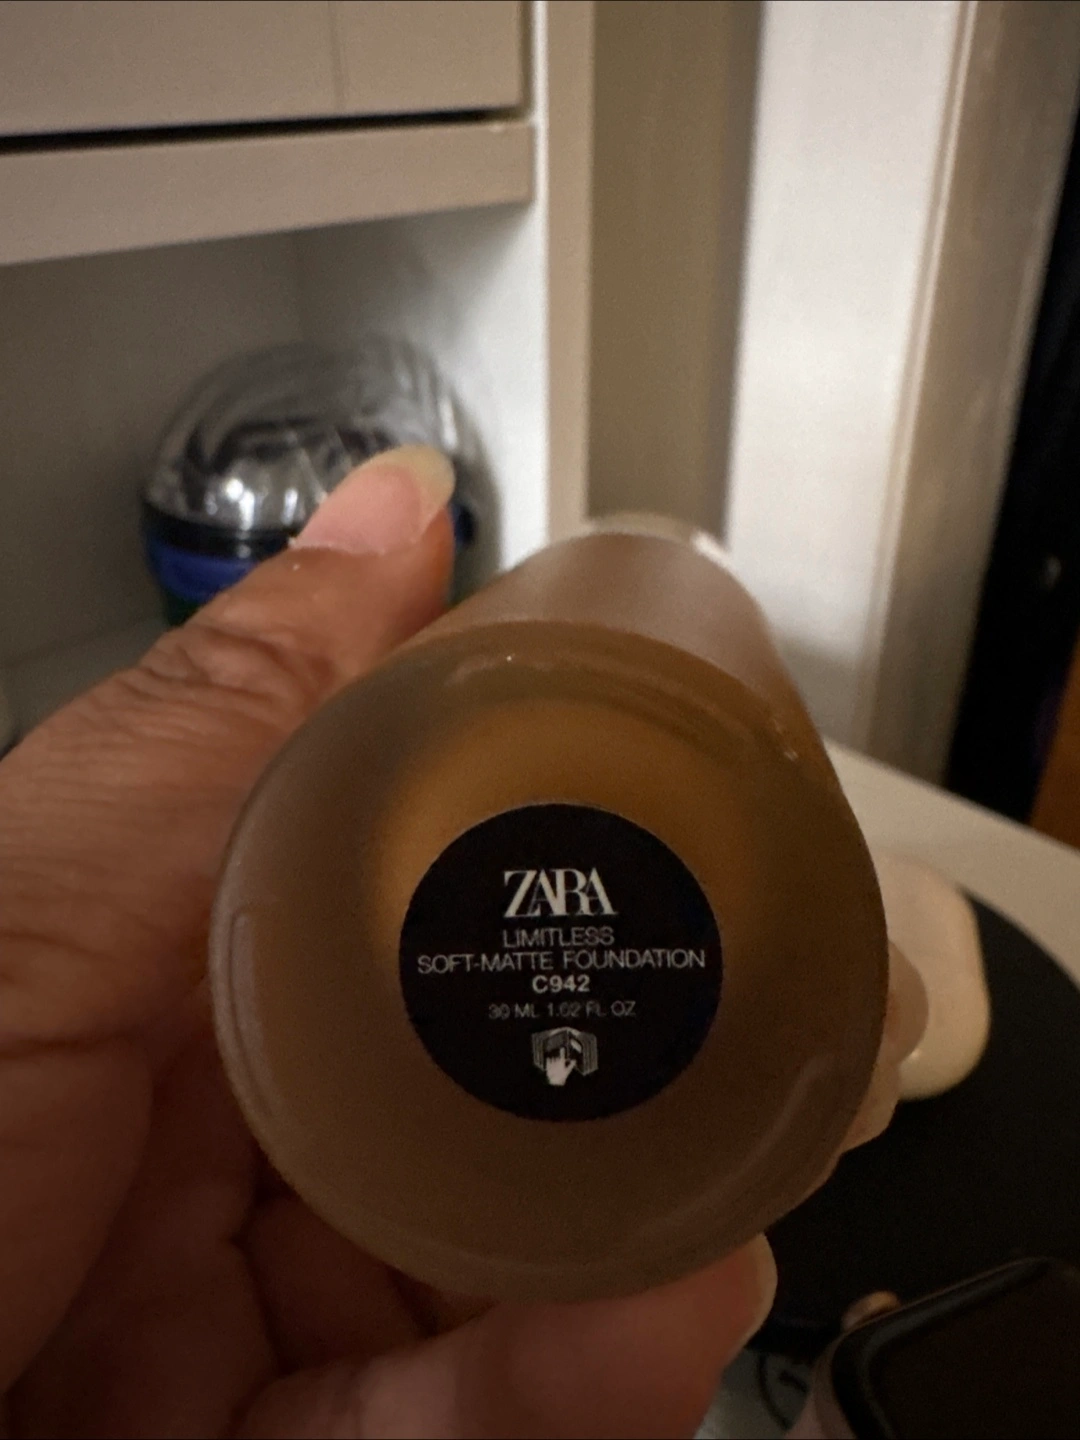 ZARA
LIMITLESS
SOFT-MATTE FOUNDATION
C942
30 ML 1.02 FL OZ